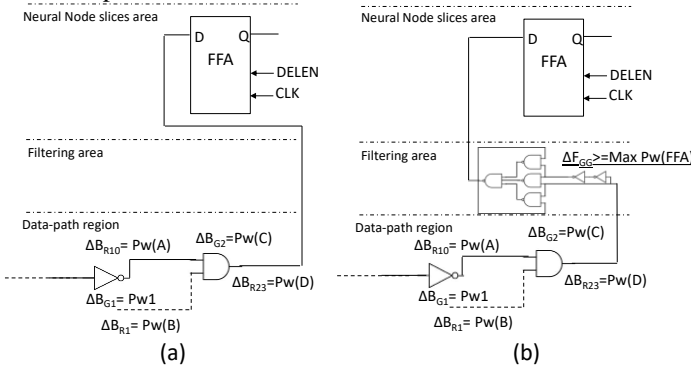 Neural Node slices area
D
Q
FFA
DELEN
CLK
Filtering area
Data-path region
ΔB_G2= Pw(C)
ΔB_R10= Pw(A)
ΔB_R23=Pw(D)
ΔB_G1= Pw1
ΔB_R1= Pw(B)
(a)
Neural Node slices area
D
Q
FFA
DELEN
CLK
Filtering area
ΔF_GG>=Max Pw(FFA)
Data-path region
ΔB_G2=Pw(C)
ΔB_R10= Pw(A)
ΔB_R23=Pw(D)
ΔB_G1= Pw1
ΔB_R1= Pw(B)
(b)